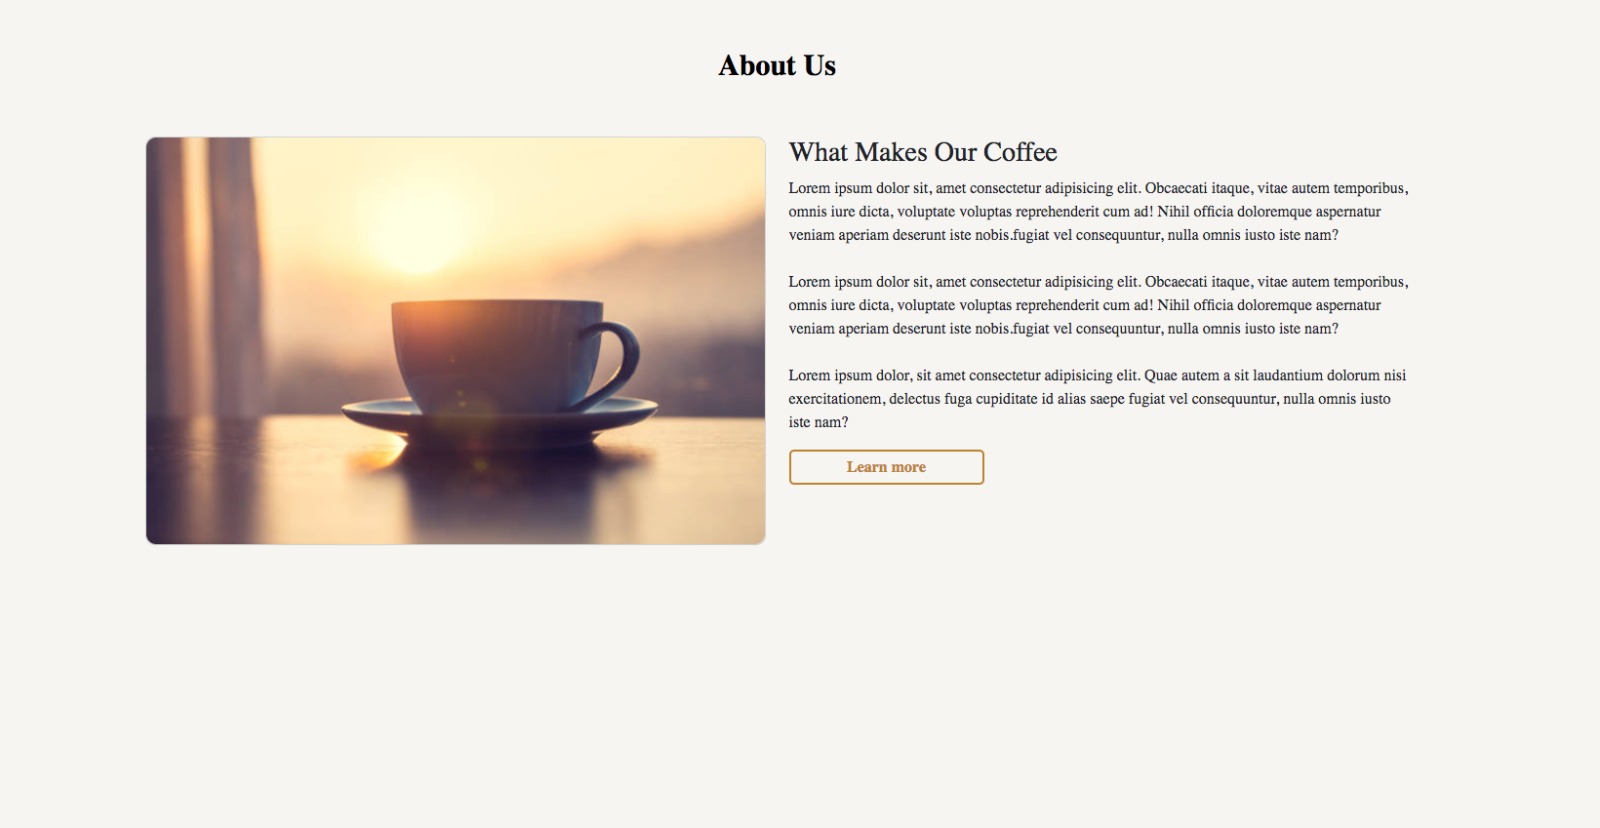 About Us
What Makes Our Coffee
Lorem ipsum dolor sit, amet consectetur adipisicing elit. Obcaecati itaque, vitae autem temporibus,
omnis iure dicta, voluptate voluptas reprehenderit cum ad! Nihil officia doloremque aspernatur
veniam aperiam deserunt iste nobis.fugiat vel consequuntur, nulla omnis iusto iste nam?
Lorem ipsum dolor sit, amet consectetur adipisicing elit. Obcaecati itaque, vitae autem temporibus,
omnis iure dicta, voluptate voluptas reprehenderit cum ad! Nihil officia doloremque aspernatur
veniam aperiam deserunt iste nobis.fugiat vel consequuntur, nulla omnis iusto iste nam?
Lorem ipsum dolor, sit amet consectetur adipisicing elit. Quae autem a sit laudantium dolorum nisi
exercitationem, delectus fuga cupiditate id alias saepe fugiat vel consequuntur, nulla omnis iusto
iste nam?
Learn more